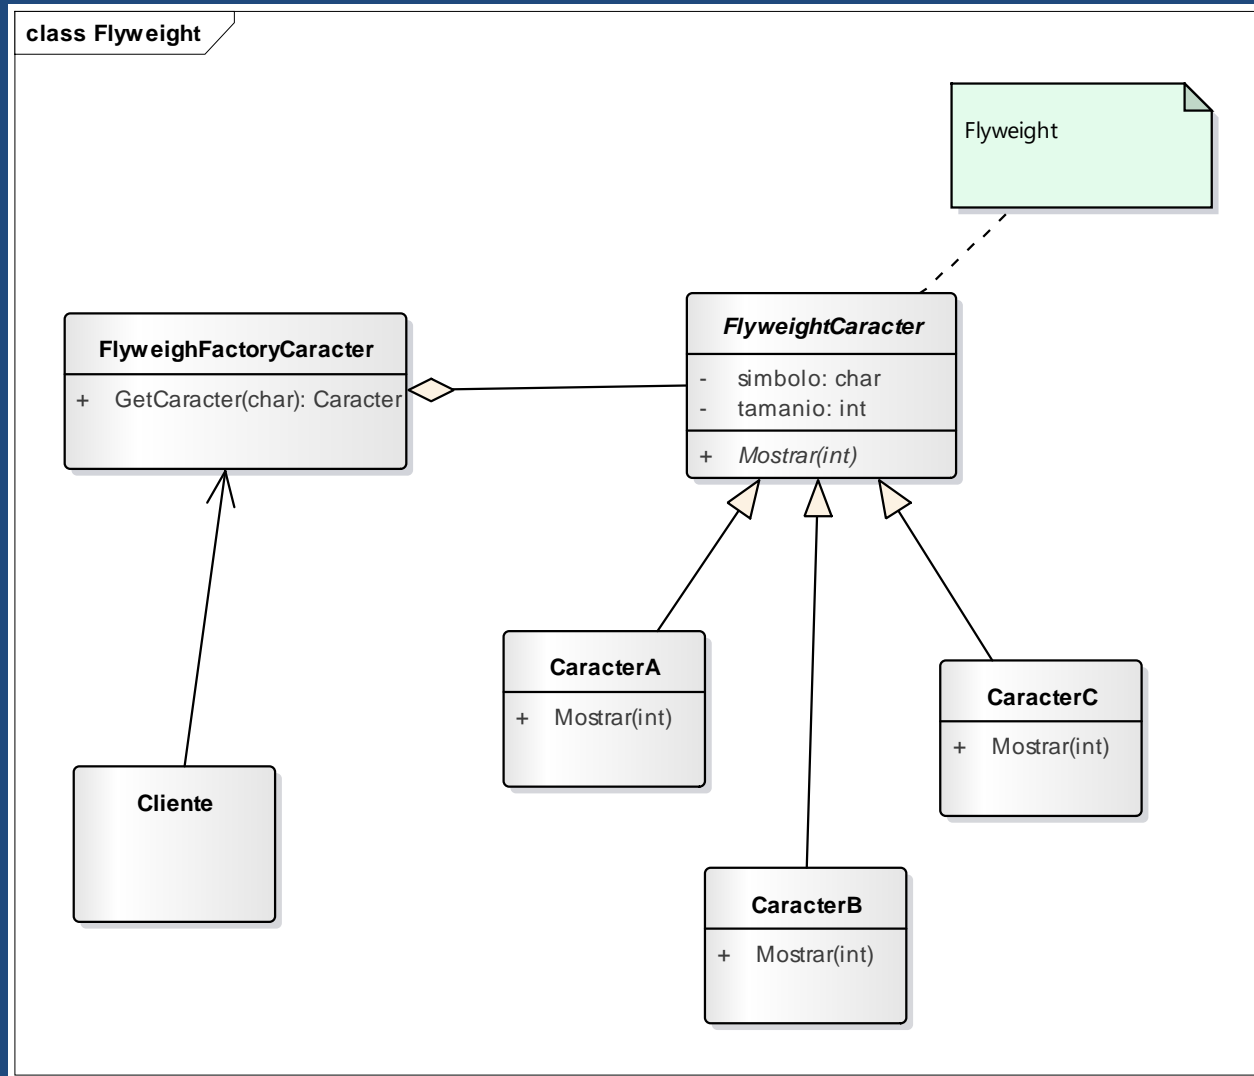 class Flyweight
Flyweight
FlyweighFactoryCaracter
+ GetCaracter(char): Caracter
FlyweightCaracter
- simbolo: char
- tamanio: int
+ Mostrar(int)
CaracterA
+ Mostrar(int)
CaracterC
+ Mostrar(int)
Cliente
CaracterB
+ Mostrar(int)